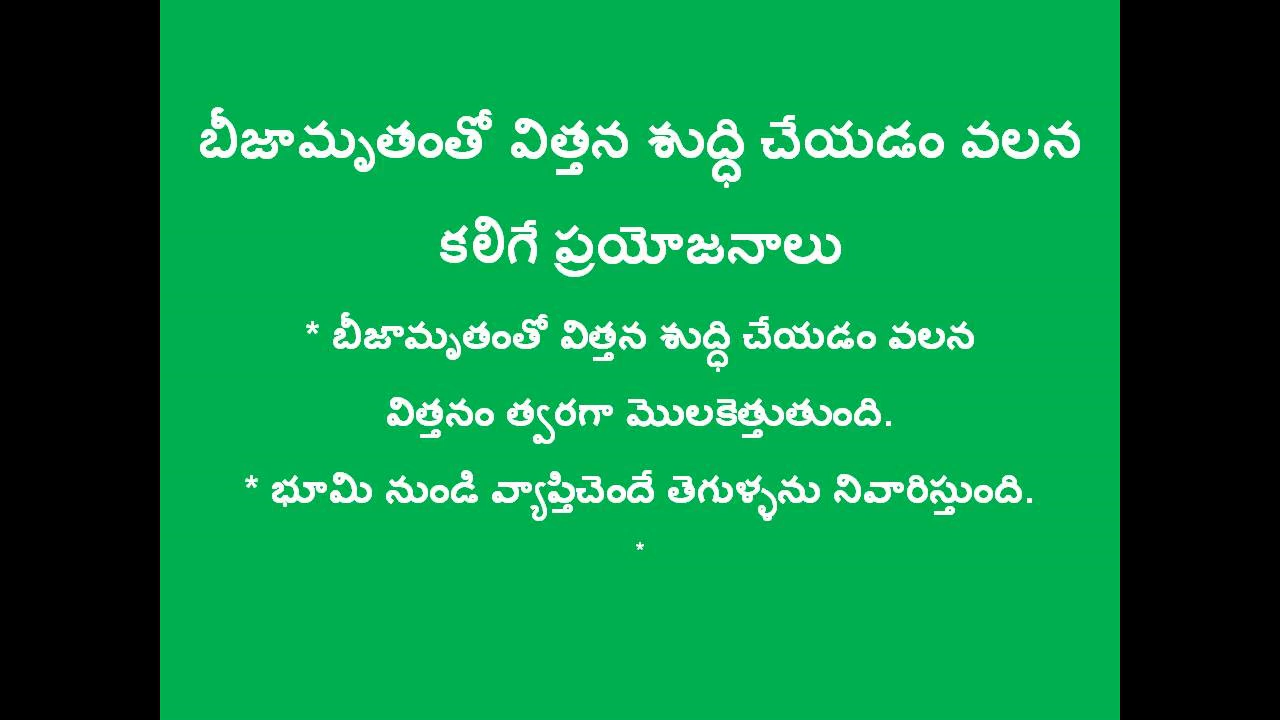 బీజామృతంతో విత్తన శుద్ధి చేయడం వలన
కలిగే ప్రయోజనాలు
* బీజామృతంతో విత్తన శుద్ధి చేయడం వలన
విత్తనం త్వరగా మొలకెత్తుతుంది.
* భూమి నుండి వ్యాప్తిచెందే తెగుళ్ళను నివారిస్తుంది.
*